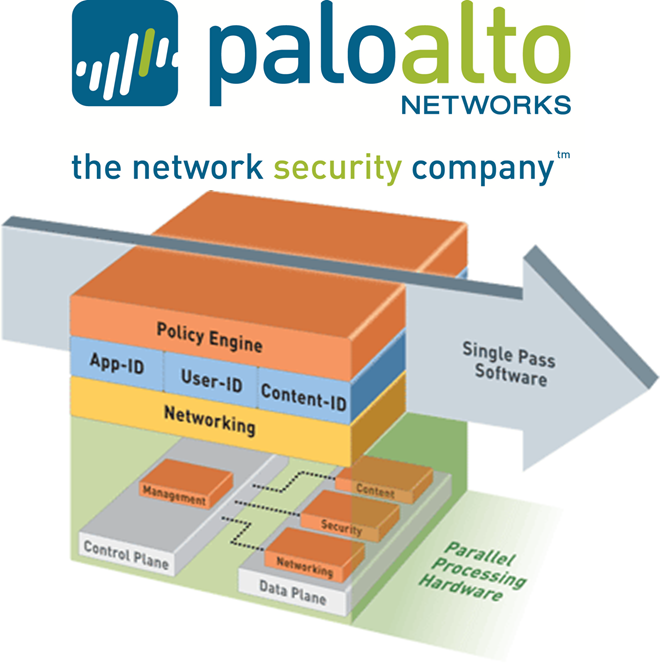 paloalto
NETWORKS
the network security company™
Policy Engine
App-ID
User-ID
Content-ID
Networking
Single Pass
Software
Management
Content
Security
Networking
Control Plane
Data Plane
Parallel
Processing
Hardware